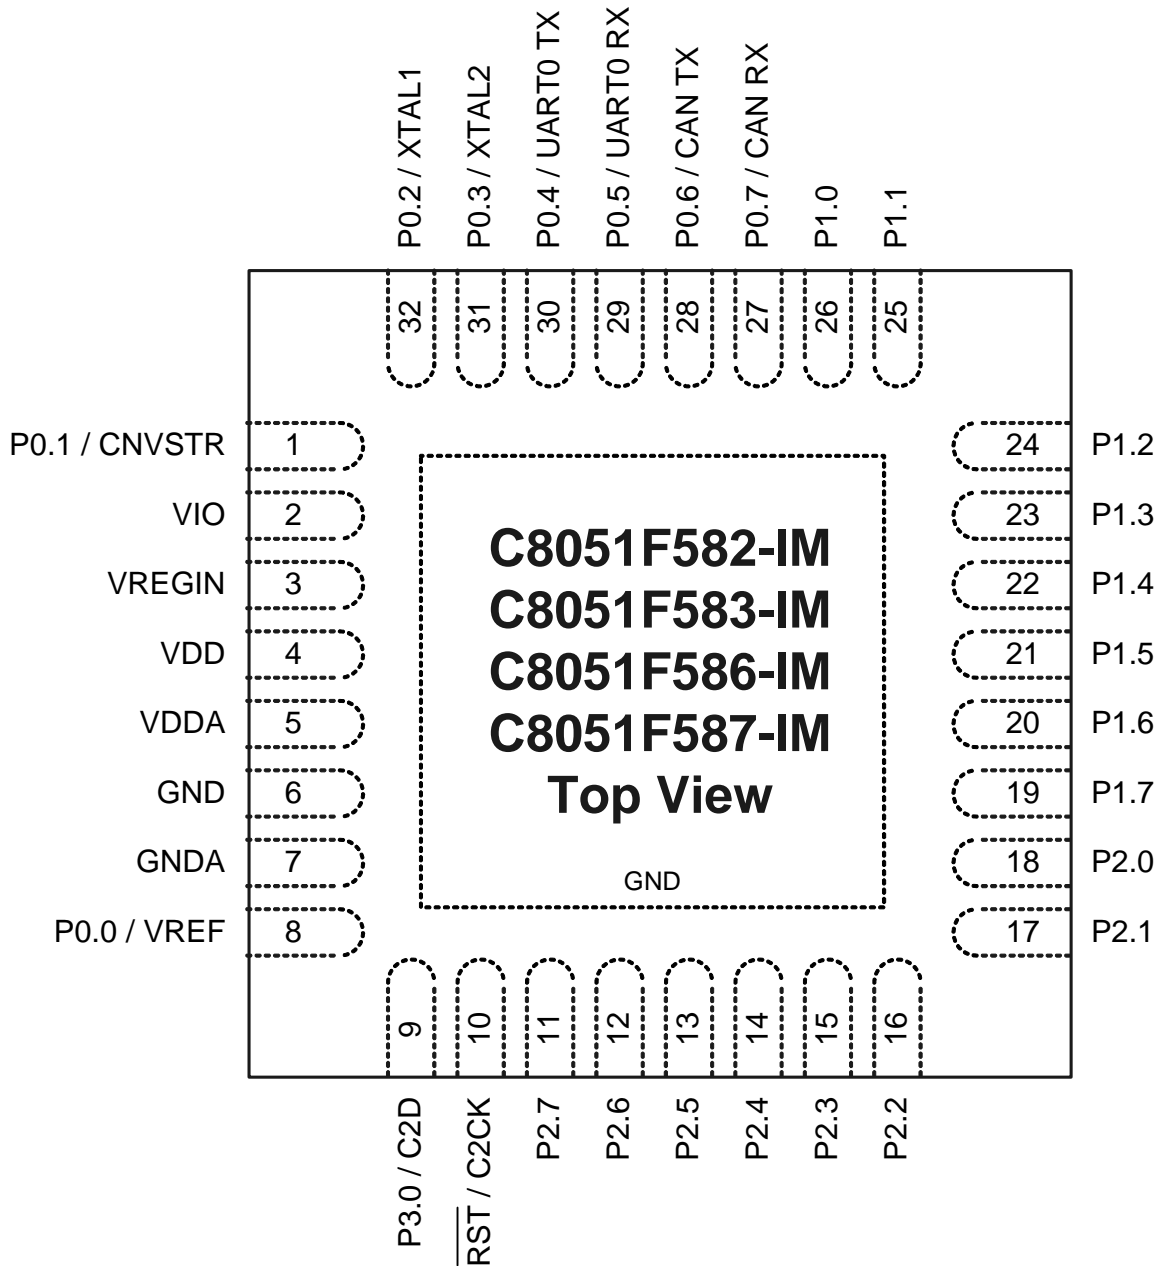 P0.2 / XTAL1
P0.3 / XTAL2
P0.4 / UART0 TX
P0.5 / UART0 RX
P0.6 / CAN TX
P0.7 / CAN RX
P1.0
P1.1
32
31
30
29
28
27
26
25
P0.1 / CNVSTR
1
VIO
2
VREGIN
3
VDD
4
VDDA
5
GND
6
GNDA
7
P0.0 / VREF
8
C8051F582-IM
C8051F583-IM
C8051F586-IM
C8051F587-IM
Top View
GND
24
P1.2
23
P1.3
22
P1.4
21
P1.5
20
P1.6
19
P1.7
18
P2.0
17
P2.1
9
10
11
12
13
14
15
16
P3.0 / C2D
RST / C2CK
P2.7
P2.6
P2.5
P2.4
P2.3
P2.2